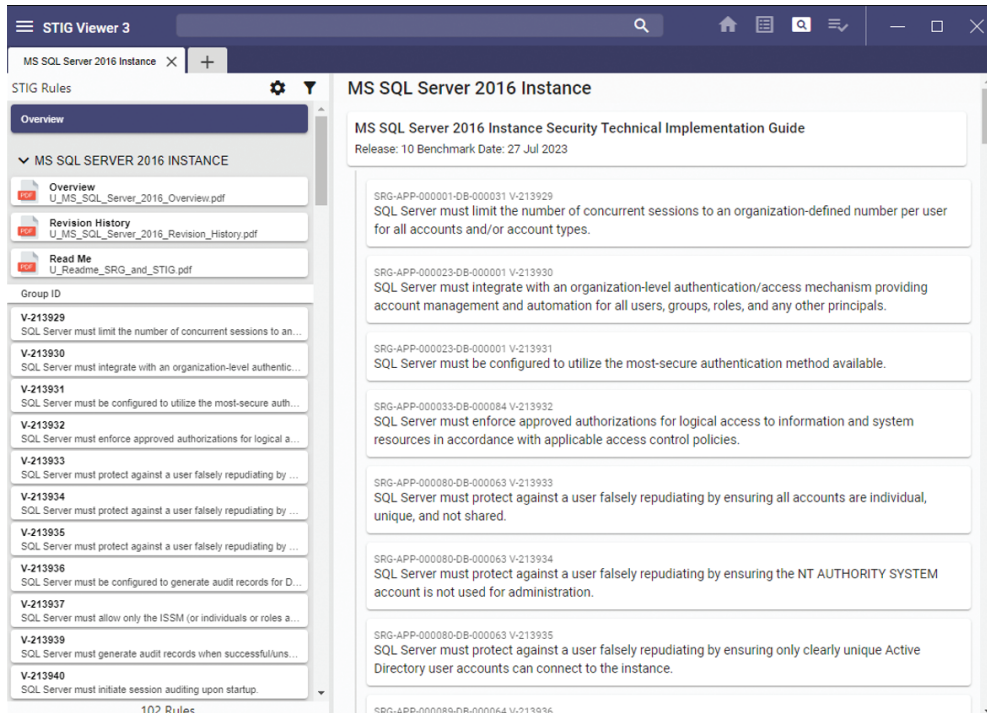 STIG Viewer 3
MS SQL Server 2016 Instance
STIG Rules
Overview
MS SQL SERVER 2016 INSTANCE
PDF
Overview
U_MS_SQL_Server_2016_Overview.pdf
PDF
Revision History
U_MS_SQL_Server_2016_Revision_History.pdf
PDF
Read Me
U_Readme_SRG_and_STIG.pdf
Group ID
V-213929
SQL Server must limit the number of concurrent sessions to an...
V-213930
SQL Server must integrate with an organization-level authentic...
V-213931
SQL Server must be configured to utilize the most-secure auth...
V-213932
SQL Server must enforce approved authorizations for logical a...
V-213933
SQL Server must protect against a user falsely repudiating by ...
V-213934
SQL Server must protect against a user falsely repudiating by ...
V-213935
SQL Server must protect against a user falsely repudiating by ...
V-213936
SQL Server must be configured to generate audit records for D...
V-213937
SQL Server must allow only the ISSM (or individuals or roles a...
V-213939
SQL Server must generate audit records when successful/uns...
V-213940
SQL Server must initiate session auditing upon startup.
102 Rules
MS SQL Server 2016 Instance
MS SQL Server 2016 Instance Security Technical Implementation Guide
Release: 10 Benchmark Date: 27 Jul 2023
SRG-APP-000001-DB-000031 V-213929
SQL Server must limit the number of concurrent sessions to an organization-defined number per user
for all accounts and/or account types.
SRG-APP-000023-DB-000001 V-213930
SQL Server must integrate with an organization-level authentication/access mechanism providing
account management and automation for all users, groups, roles, and any other principals.
SRG-APP-000023-DB-000001 V-213931
SQL Server must be configured to utilize the most-secure authentication method available.
SRG-APP-000033-DB-000084 V-213932
SQL Server must enforce approved authorizations for logical access to information and system
resources in accordance with applicable access control policies.
SRG-APP-000080-DB-000063 V-213933
SQL Server must protect against a user falsely repudiating by ensuring all accounts are individual,
unique, and not shared.
SRG-APP-000080-DB-000063 V-213934
SQL Server must protect against a user falsely repudiating by ensuring the NT AUTHORITY SYSTEM
account is not used for administration.
SRG-APP-000080-DB-000063 V-213935
SQL Server must protect against a user falsely repudiating by ensuring only clearly unique Active
Directory user accounts can connect to the instance.
SRG-APP-000089-DB-000064 V-213936